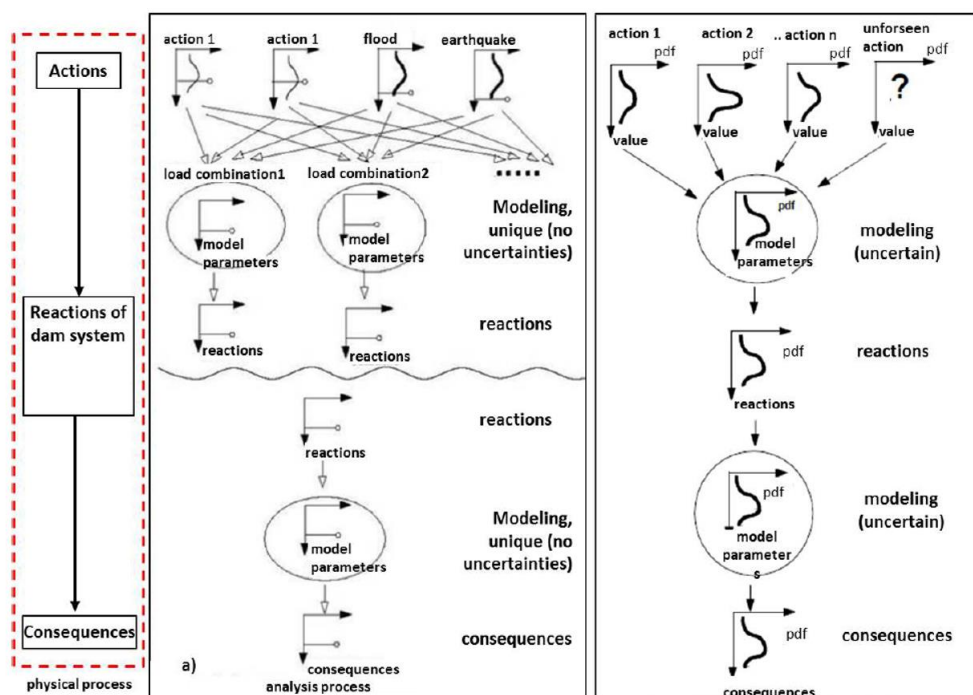 Actions
Reactions of
dam system
Consequences
physical process
action 1
action 1
flood
earthquake
load combination1
load combination2
.....
model
parameters
model
parameters
Modeling,
unique (no
uncertainties)
reactions
reactions
reactions
reactions
reactions
model
parameters
Modeling,
unique (no
uncertainties)
consequences
a)
consequences
analysis process
action 1
action 2
.. action n
unforseen
action
pdf
pdf
pdf
pdf
?
value
value
value
value
pdf
model
parameters
modeling
(uncertain)
pdf
reactions
reactions
pdf
model
parameter
s
modeling
(uncertain)
pdf
consequences
consequences